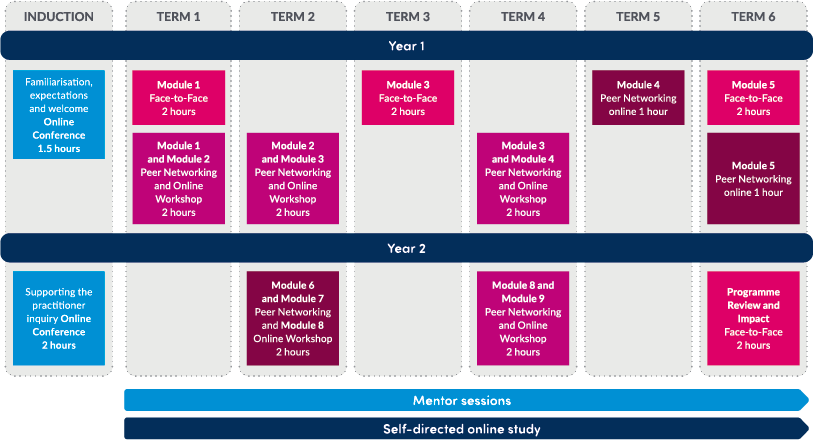 INDUCTION
TERM 1
TERM 2
TERM 3
TERM 4
TERM 5
TERM 6
Year 1
Familiarisation,
expectations
and welcome
Online
Conference
1.5 hours
Module 1
Face-to-Face
2 hours
Module 1
and Module 2
Peer Networking
and Online
Workshop
2 hours
Module 2
and Module 3
Peer Networking
and Online
Workshop
2 hours
Module 3
Face-to-Face
2 hours
Module 3
and Module 4
Peer Networking
and Online
Workshop
2 hours
Module 4
Peer Networking
online 1 hour
Module 5
Face-to-Face
2 hours
Module 5
Peer Networking
online 1 hour
Year 2
Supporting the
practitioner
inquiry Online
Conference
2 hours
Module 6
and Module 7
Peer Networking
and Module 8
Online Workshop
2 hours
Module 8 and
Module 9
Peer Networking
and Online
Workshop
2 hours
Programme
Review and
Impact
Face-to-Face
2 hours
Mentor sessions
Self-directed online study